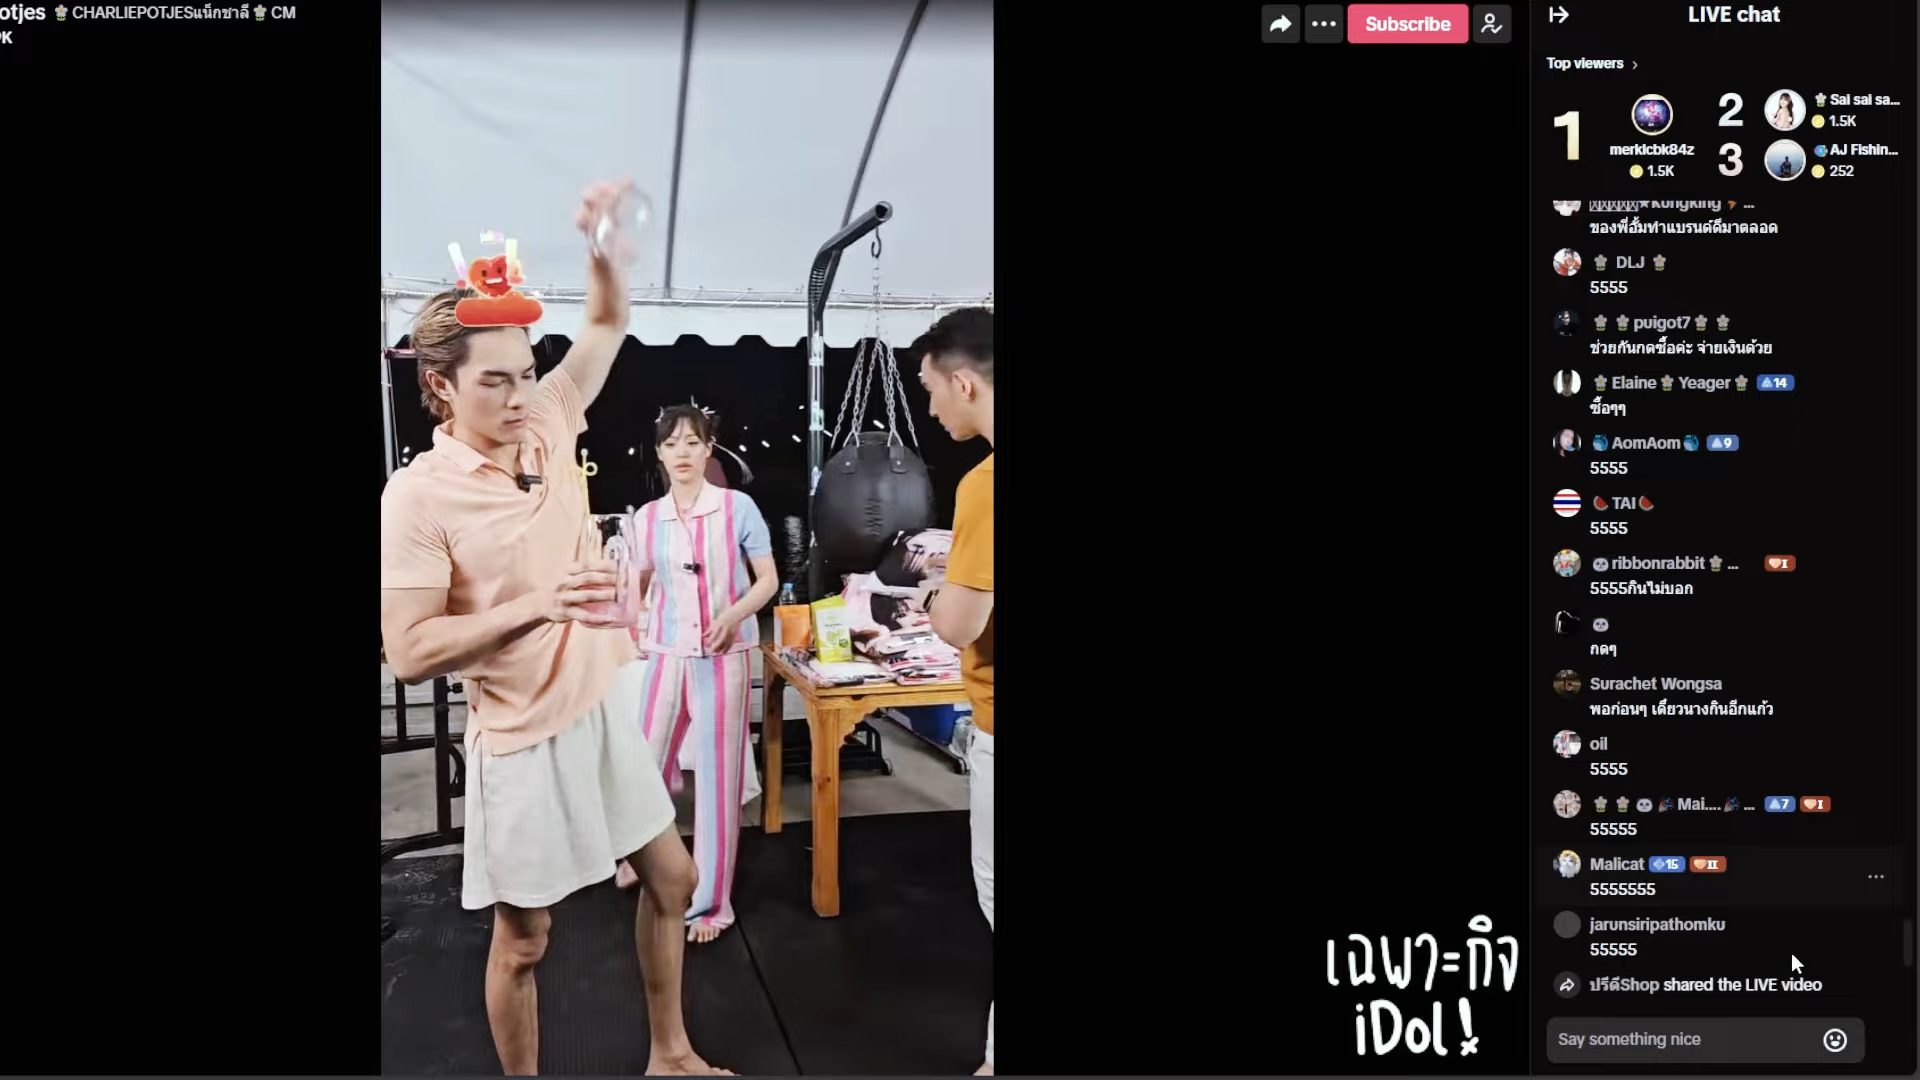 otjes CHARLIEPOTJESแน็กชาลี CM
PK
Subscribe
LIVE chat
Top viewers
1
merklcbk84z
1.5K
2
Sai sai sa...
1.5K
3
AJ Fishin...
252
KongKing ...
ของพี่อั้มทำแบรนด์ดีมาตลอด
DLJ
5555
puigot7
ช่วยกันกดซื้อค่ะ จ่ายเงินด้วย
Elaine Yeager 14
ซื้อๆๆ
AomAom 9
5555
TAI
5555
ribbonrabbit ... I
5555กินไม่บอก
กดๆ
Surachet Wongsa
พอก่อนๆ เดี๋ยวนางกินอีกแก้ว
oil
5555
Mai.... ... 7 I
55555
Malicat 15 II
5555555
jarunsiripathomku
55555
ปรีดีShop shared the LIVE video
Say something nice
เฉพาะกิจ
iDol!